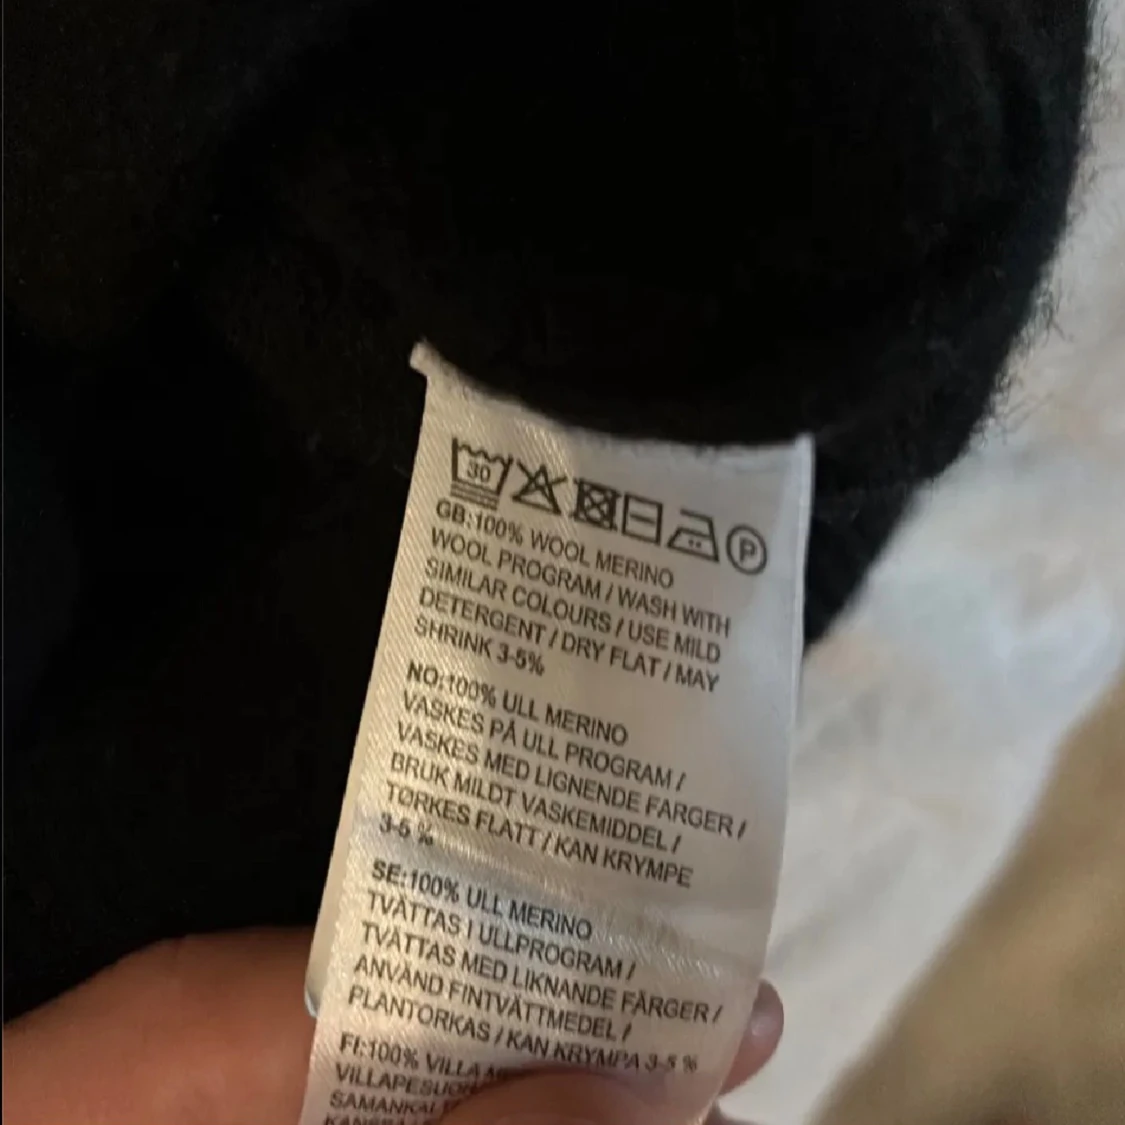 30 P
GB:100% WOOL MERINO
WOOL PROGRAM / WASH WITH
SIMILAR COLOURS / USE MILD
DETERGENT / DRY FLAT / MAY
SHRINK 3-5%
NO:100% ULL MERINO
VASKES PÅ ULL PROGRAM /
VASKES MED LIGNENDE FARGER /
BRUK MILDT VASKEMIDDEL /
TØRKES FLATT / KAN KRYMPE
3-5 %
SE:100% ULL MERINO
TVÄTTAS I ULLPROGRAM /
TVÄTTAS MED LIKNANDE FÄRGER /
ANVÄND FINTVÄTTMEDEL /
PLANTORKAS / KAN KRYMPA 3-5 %
FI:100% VILLA